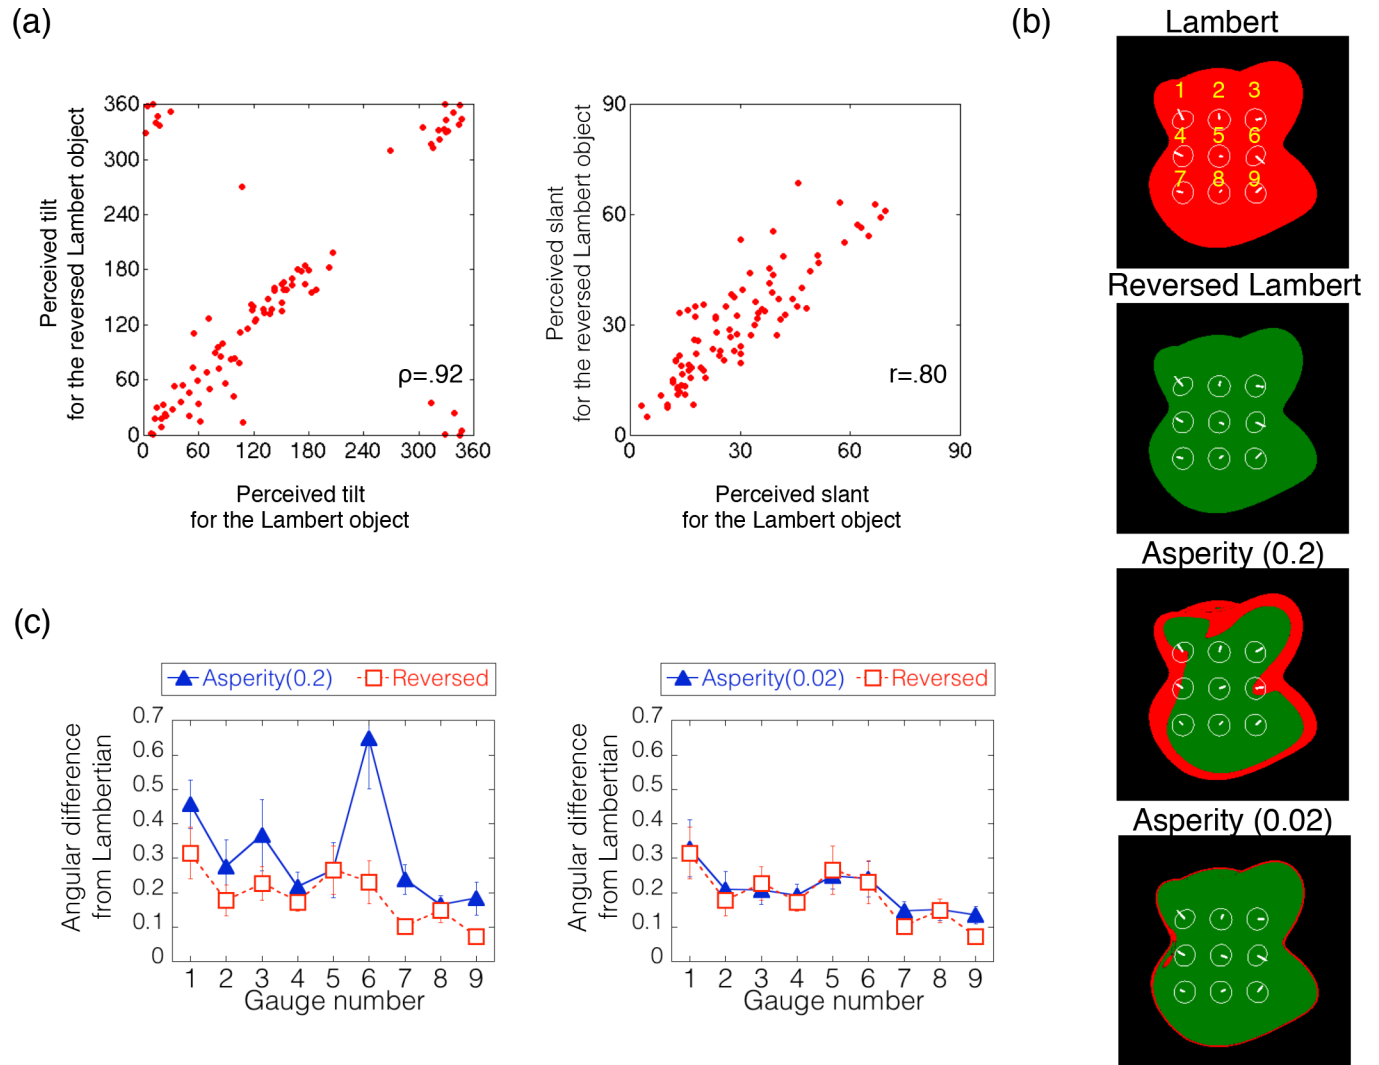 (a)
360
300
240
180
120
60
0
0 60 120 180 240 300 360
Perceived tilt
for the reversed Lambert object
ρ=.92
Perceived tilt
for the Lambert object
90
60
30
0
0 30 60 90
Perceived slant
for the reversed Lambert object
r=.80
Perceived slant
for the Lambert object
(b)
Lambert
1 2 3
4 5 6
7 8 9
Reversed Lambert
Asperity (0.2)
Asperity (0.02)
(c)
Asperity(0.2) Reversed
Angular difference
from Lambertian
0.7
0.6
0.5
0.4
0.3
0.2
0.1
0
1 2 3 4 5 6 7 8 9
Gauge number
Asperity(0.02) Reversed
Angular difference
from Lambertian
0.7
0.6
0.5
0.4
0.3
0.2
0.1
0
1 2 3 4 5 6 7 8 9
Gauge number